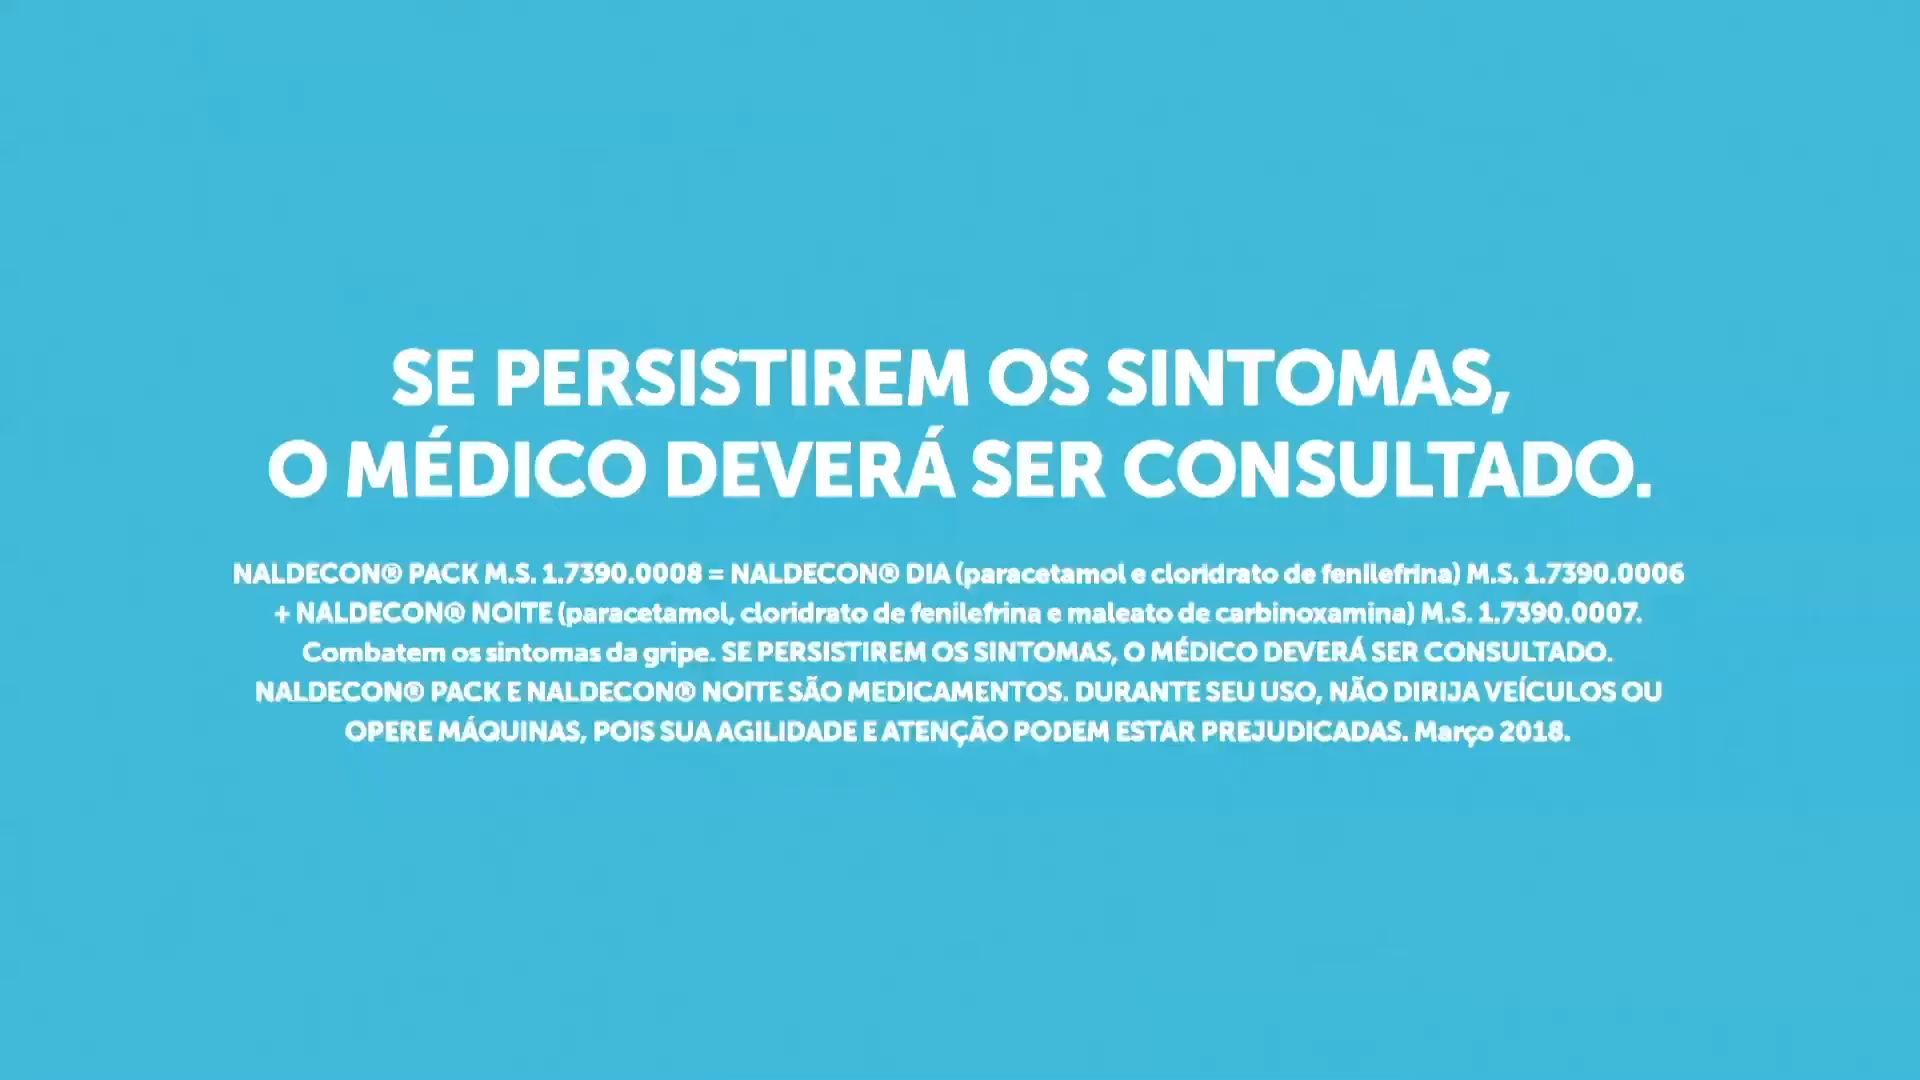 SE PERSISTIREM OS SINTOMAS,
O MÉDICO DEVERÁ SER CONSULTADO.
NALDECON® PACK M.S. 1.7390.0008 = NALDECON® DIA (paracetamol e cloridrato de fenilefrina) M.S. 1.7390.0006
+ NALDECON® NOITE (paracetamol, cloridrato de fenilefrina e maleato de carbinoxamina) M.S. 1.7390.0007.
Combatem os sintomas da gripe. SE PERSISTIREM OS SINTOMAS, O MÉDICO DEVERÁ SER CONSULTADO.
NALDECON® PACK E NALDECON® NOITE SÃO MEDICAMENTOS. DURANTE SEU USO, NÃO DIRIJA VEÍCULOS OU
OPERE MÁQUINAS, POIS SUA AGILIDADE E ATENÇÃO PODEM ESTAR PREJUDICADAS. Março 2018.